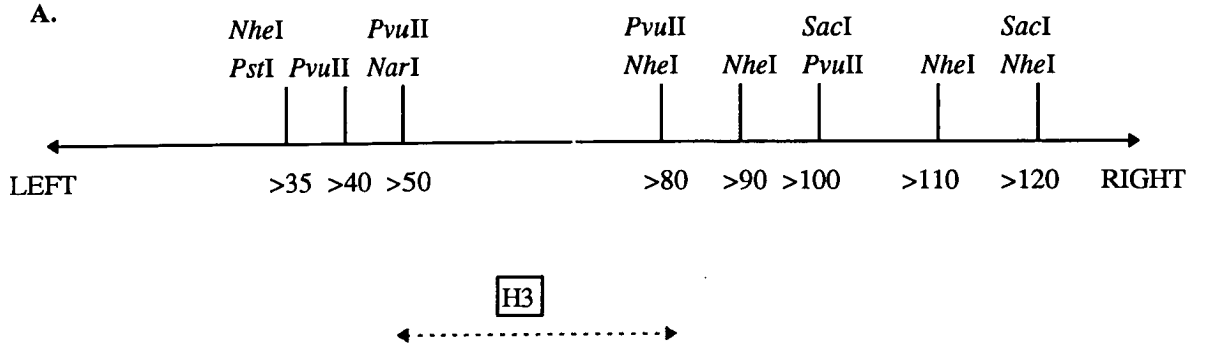 A.
NheI PvuII PvuII SacI SacI
PstI PvuII NarI NheI NheI PvuII NheI NheI
LEFT >35 >40 >50 >80 >90 >100 >110 >120 RIGHT
H3